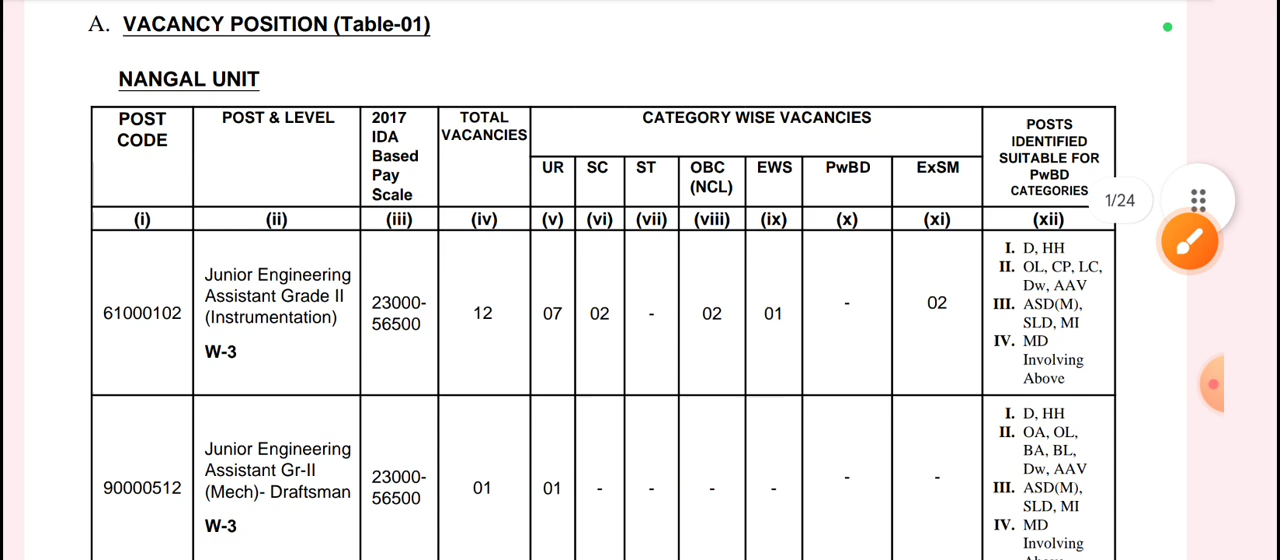 A. VACANCY POSITION (Table-01)
NANGAL UNIT
POST CODE | POST & LEVEL | 2017 IDA Based Pay Scale | TOTAL VACANCIES | CATEGORY WISE VACANCIES | POSTS IDENTIFIED SUITABLE FOR PwBD CATEGORIES
UR | SC | ST | OBC (NCL) | EWS | PwBD | ExSM
1/24
(i) | (ii) | (iii) | (iv) | (v) | (vi) | (vii) | (viii) | (ix) | (x) | (xi) | (xii)
61000102 | Junior Engineering Assistant Grade II (Instrumentation) W-3 | 23000-56500 | 12 | 07 | 02 | - | 02 | 01 | - | 02 | I. D, HH II. OL, CP, LC, Dw, AAV III. ASD(M), SLD, MI IV. MD Involving Above
90000512 | Junior Engineering Assistant Gr-II (Mech)- Draftsman W-3 | 23000-56500 | 01 | 01 | - | - | - | - | - | - | I. D, HH II. OA, OL, BA, BL, Dw, AAV III. ASD(M), SLD, MI IV. MD Involving